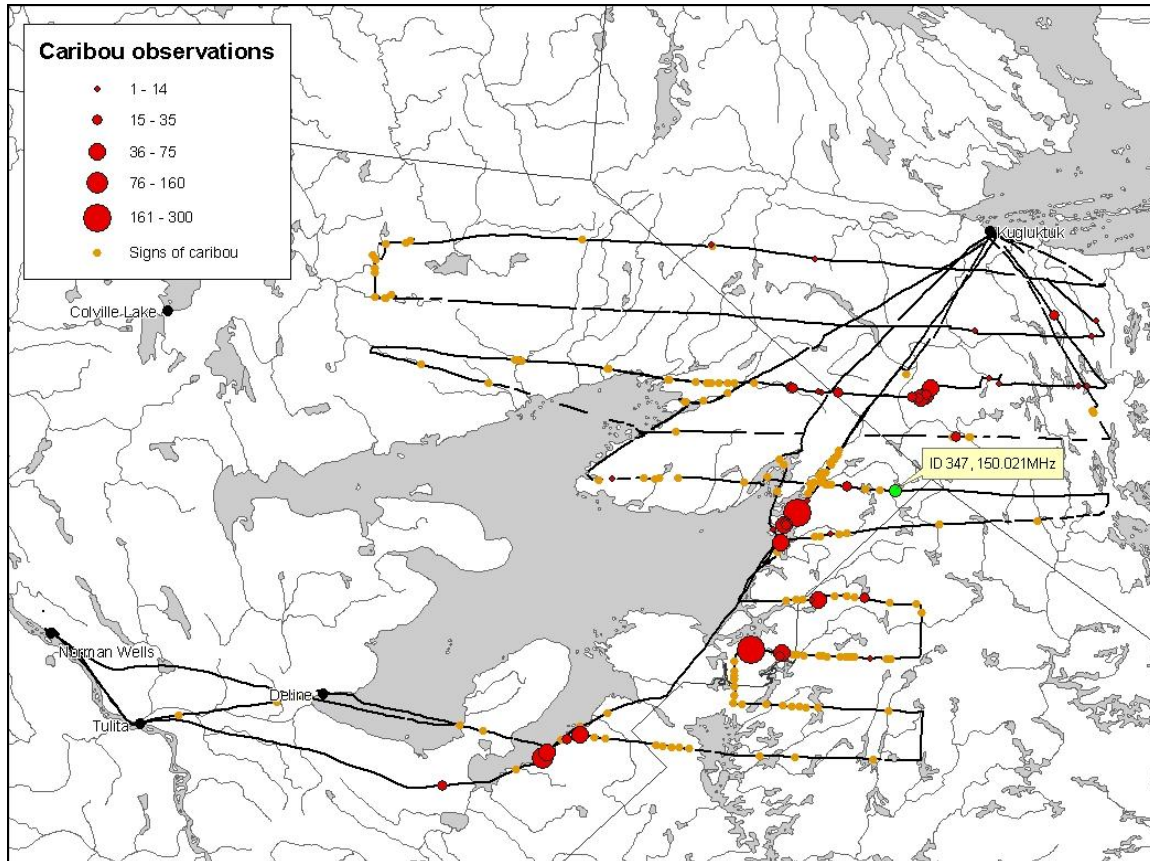 Caribou observations
1 - 14
15 - 35
36 - 75
76 - 160
161 - 300
Signs of caribou
Kugluktuk
Colville Lake
ID 347, 150.021MHz
Norman Wells
Deline
Tulita